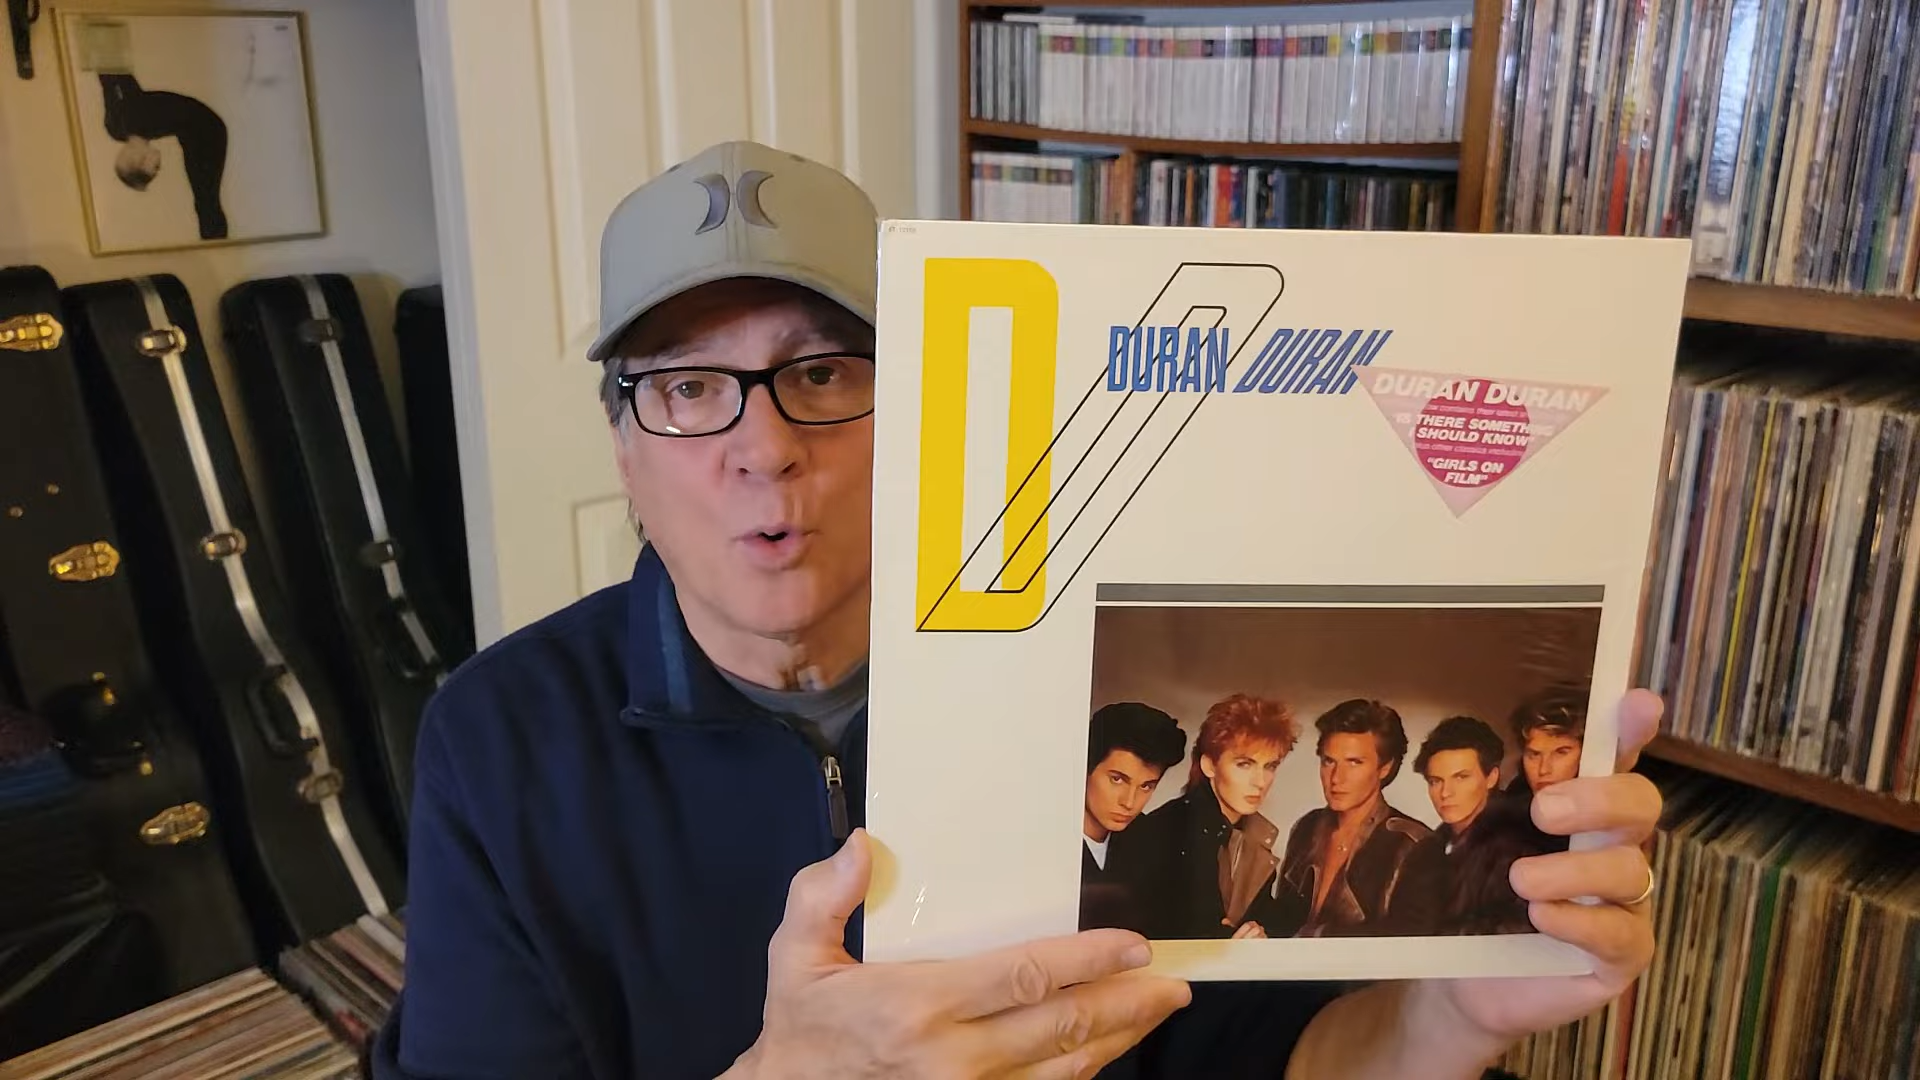 DURAN DURAN
DURAN DURAN
"IS THERE SOMETHING
I SHOULD KNOW"
"GIRLS ON
FILM"